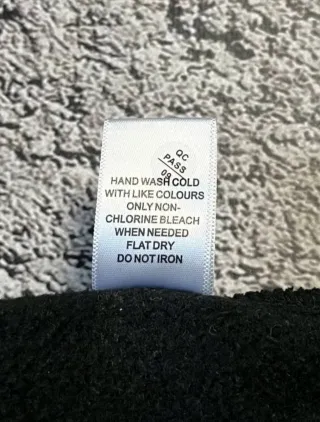 QC
PASS
09
HAND WASH COLD
WITH LIKE COLOURS
ONLY NON-
CHLORINE BLEACH
WHEN NEEDED
FLAT DRY
DO NOT IRON